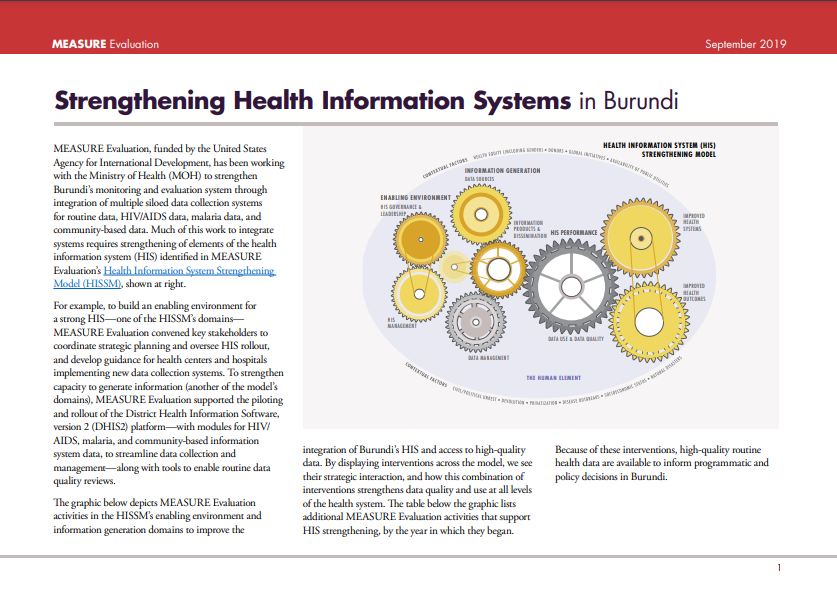 MEASURE Evaluation
September 2019
Strengthening Health Information Systems in Burundi
MEASURE Evaluation, funded by the United States
Agency for International Development, has been working
with the Ministry of Health (MOH) to strengthen
Burundi's monitoring and evaluation system through
integration of multiple siloed data collection systems
for routine data, HIV/AIDS data, malaria data, and
community-based data. Much of this work to integrate
systems requires strengthening of elements of the health
information system (HIS) identified in MEASURE
Evaluation's Health Information System Strengthening
Model (HISSM), shown at right.
For example, to build an enabling environment for
a strong HIS—one of the HISSM's domains—
MEASURE Evaluation convened key stakeholders to
coordinate strategic planning and oversee HIS rollout,
and develop guidance for health centers and hospitals
implementing new data collection systems. To strengthen
capacity to generate information (another of the model's
domains), MEASURE Evaluation supported the piloting
and rollout of the District Health Information Software,
version 2 (DHIS2) platform—with modules for HIV/
AIDS, malaria, and community-based information
system data, to streamline data collection and
management—along with tools to enable routine data
quality reviews.
The graphic below depicts MEASURE Evaluation
activities in the HISSM's enabling environment and
information generation domains to improve the
HEALTH INFORMATION SYSTEM (HIS)
STRENGTHENING MODEL
CONTEXTUAL FACTORS HEALTH EQUITY (INCLUDING GENDER) • DONORS • GLOBAL INITIATIVES • AVAILABILITY OF PUBLIC UTILITIES
INFORMATION GENERATION
DATA SOURCES
ENABLING ENVIRONMENT
HIS GOVERNANCE &
LEADERSHIP
INFORMATION
PRODUCTS &
DISSEMINATION
HIS PERFORMANCE
IMPROVED
HEALTH
SYSTEMS
IMPROVED
HEALTH
OUTCOMES
HIS
MANAGEMENT
DATA MANAGEMENT
DATA USE & DATA QUALITY
THE HUMAN ELEMENT
CONTEXTUAL FACTORS CIVIL/POLITICAL UNREST • DEVOLUTION • PRIVATIZATION • DISEASE OUTBREAKS • SOCIOECONOMIC STATUS • NATURAL DISASTERS
integration of Burundi's HIS and access to high-quality
data. By displaying interventions across the model, we see
their strategic interaction, and how this combination of
interventions strengthens data quality and use at all levels
of the health system. The table below the graphic lists
additional MEASURE Evaluation activities that support
HIS strengthening, by the year in which they began.
Because of these interventions, high-quality routine
health data are available to inform programmatic and
policy decisions in Burundi.
1